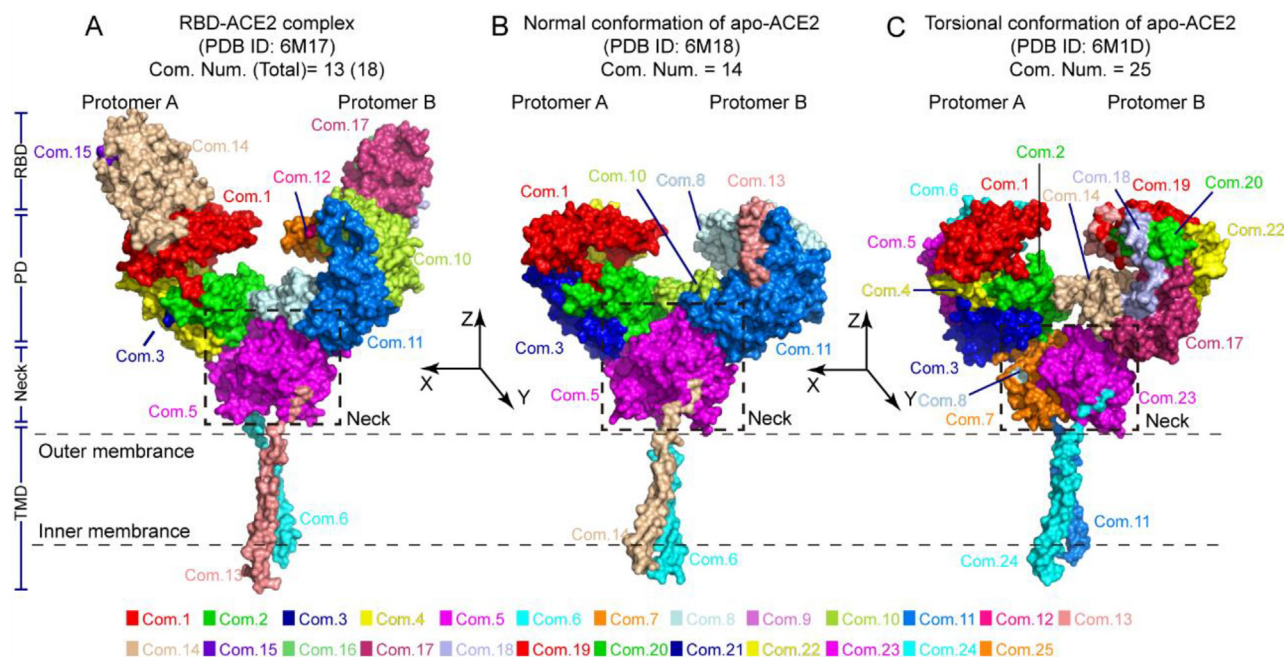 A
RBD-ACE2 complex
(PDB ID: 6M17)
Com. Num. (Total)= 13 (18)
Protomer A
Protomer B
Com.17
Com.15
Com.14
Com.12
Com.1
Com.10
Com.3
Com.11
Com.5
Neck
Com.6
Com.13
B
Normal conformation of apo-ACE2
(PDB ID: 6M18)
Com. Num. = 14
Protomer A
Protomer B
Com.1
Com.10
Com.8
Com.13
Z
X
Y
Com.3
Com.11
Com.5
Neck
Com.14
Com.6
C
Torsional conformation of apo-ACE2
(PDB ID: 6M1D)
Com. Num. = 25
Protomer A
Protomer B
Com.2
Com.6
Com.1
Com.18
Com.19
Com.14
Com.20
Com.5
Com.22
Com.4
Z
X
Y
Com.3
Com.17
Com.8
Com.23
Com.7
Neck
Com.11
Com.24
RBD
PD
Neck
TMD
Outer membrance
Inner membrance
Com.1 Com.2 Com.3 Com.4 Com.5 Com.6 Com.7 Com.8 Com.9 Com.10 Com.11 Com.12 Com.13
Com.14 Com.15 Com.16 Com.17 Com.18 Com.19 Com.20 Com.21 Com.22 Com.23 Com.24 Com.25